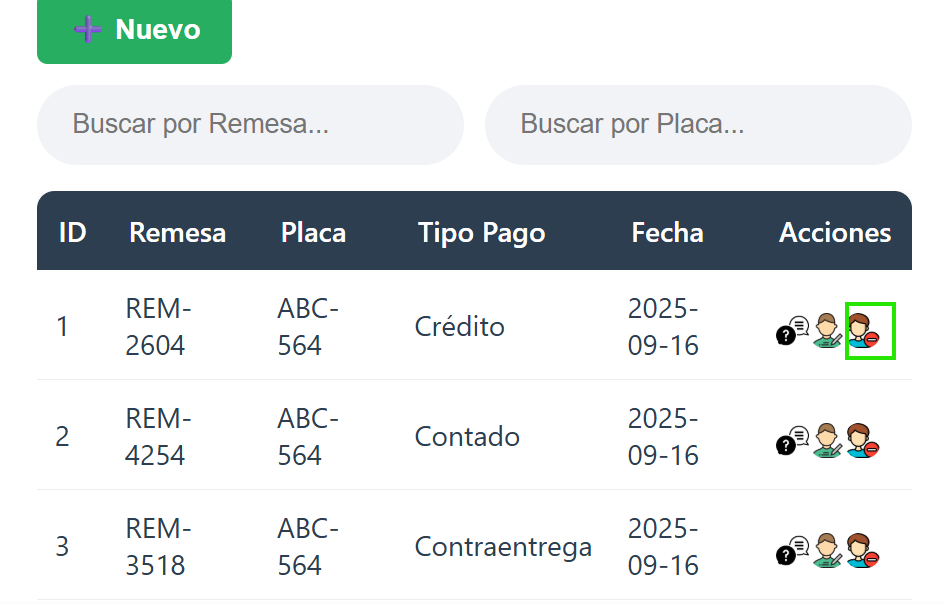 Nuevo
Buscar por Remesa... Buscar por Placa...
ID Remesa Placa Tipo Pago Fecha Acciones
1 REM-2604 ABC-564 Crédito 2025-09-16
2 REM-4254 ABC-564 Contado 2025-09-16
3 REM-3518 ABC-564 Contraentrega 2025-09-16